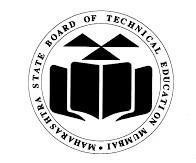 MAHARASHTRA STATE BOARD OF TECHNICAL EDUCATION MUMBAI